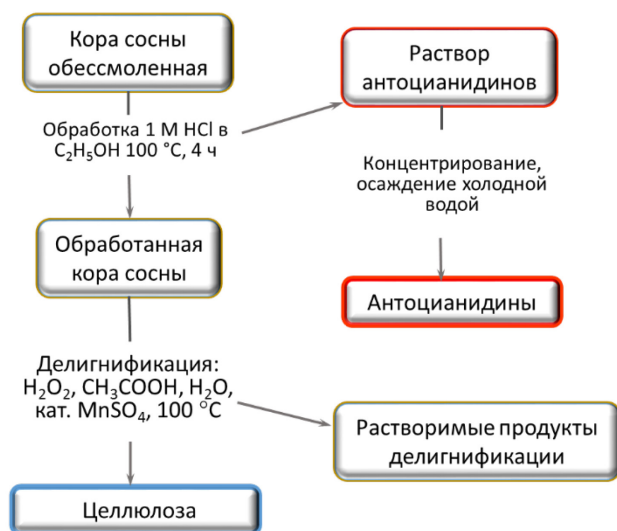 Кора сосны
обессмоленная
Раствор
антоцианидинов
Обработка 1 М HCl в
C₂H₅OH 100 °C, 4 ч
Концентрирование,
осаждение холодной
водой
Обработанная
кора сосны
Антоцианидины
Делигнификация:
H₂O₂, CH₃COOH, H₂O,
кат. MnSO₄, 100 °C
Растворимые продукты
делигнификации
Целлюлоза